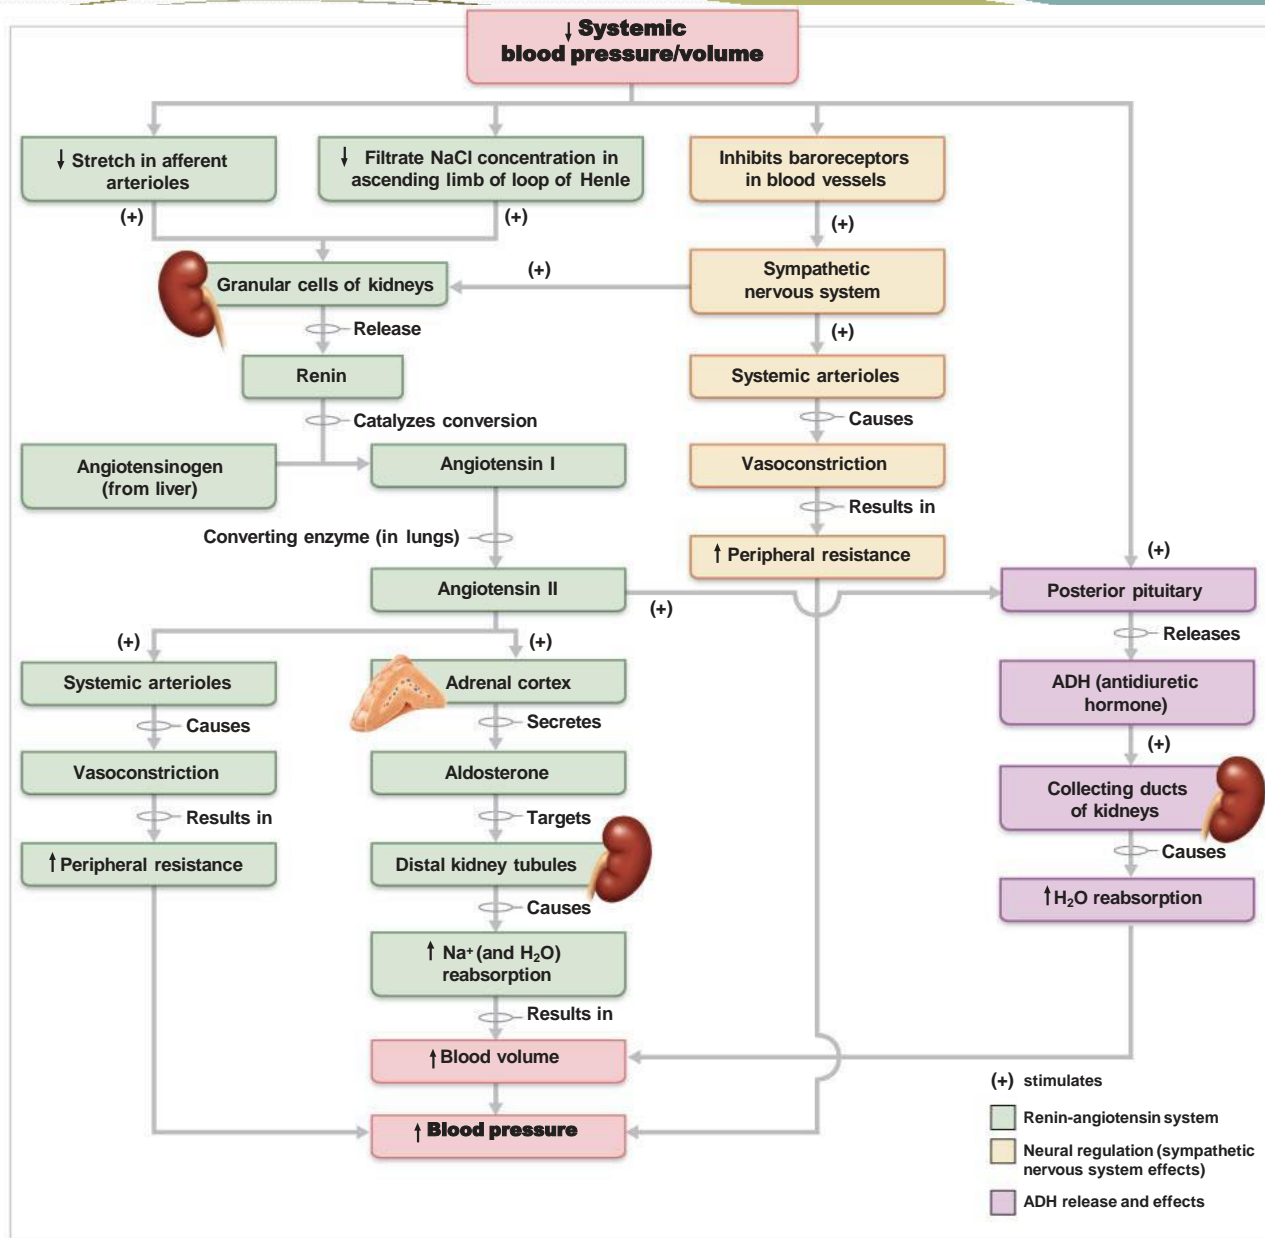 ↓ Systemic
blood pressure/volume
↓ Stretch in afferent
arterioles
↓ Filtrate NaCl concentration in
ascending limb of loop of Henle
Inhibits baroreceptors
in blood vessels
(+)
(+)
(+)
Granular cells of kidneys
(+)
Sympathetic
nervous system
Release
(+)
Renin
Systemic arterioles
Catalyzes conversion
Causes
Angiotensinogen
(from liver)
Angiotensin I
Vasoconstriction
Results in
Converting enzyme (in lungs)
↑ Peripheral resistance
(+)
Angiotensin II
(+)
Posterior pituitary
Releases
(+)
(+)
Systemic arterioles
Adrenal cortex
ADH (antidiuretic
hormone)
Causes
Secretes
(+)
Vasoconstriction
Aldosterone
Collecting ducts
of kidneys
Results in
Targets
Causes
↑ Peripheral resistance
Distal kidney tubules
↑ H₂O reabsorption
Causes
↑ Na⁺ (and H₂O)
reabsorption
Results in
↑ Blood volume
↑ Blood pressure
(+) stimulates
Renin-angiotensin system
Neural regulation (sympathetic
nervous system effects)
ADH release and effects